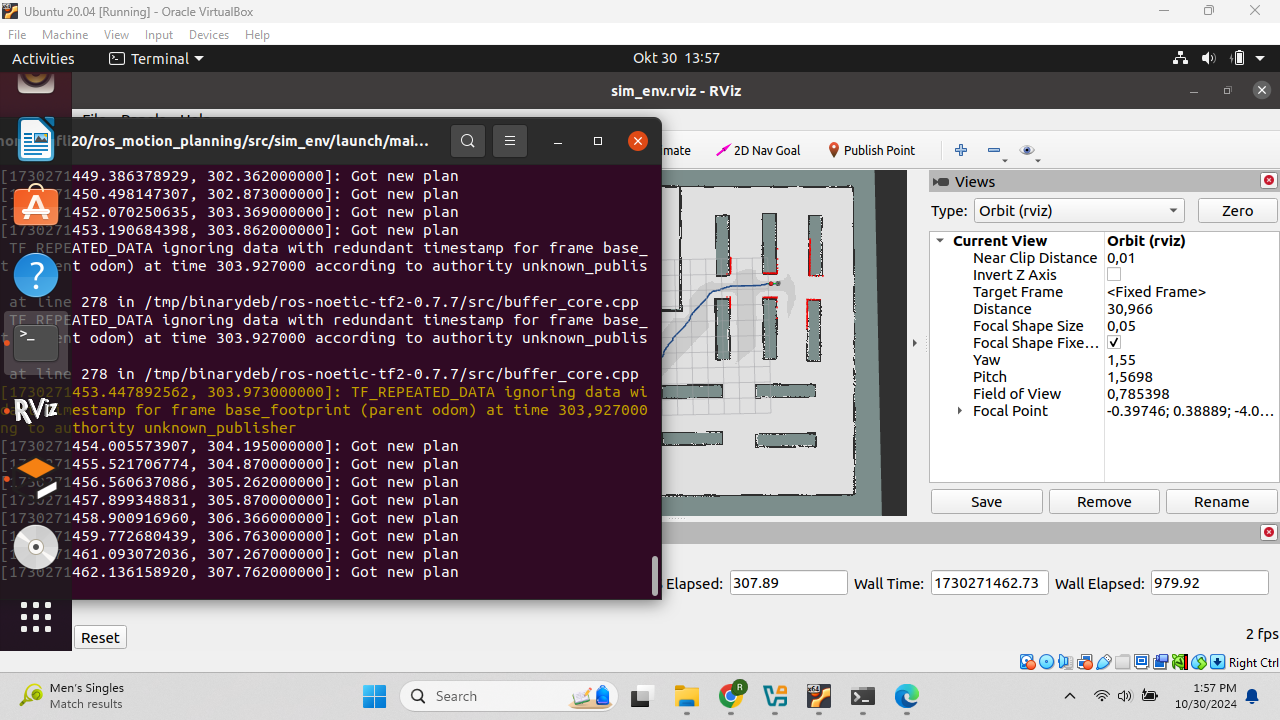 Ubuntu 20.04 [Running] - Oracle VirtualBox
File Machine View Input Devices Help
Activities Terminal Okt 30 13:57
sim_env.rviz - RViz
/ros_motion_planning/src/sim_env/launch/mai...
2D Nav Goal Publish Point
[1730271449.386378929, 302.362000000]: Got new plan
[1730271450.498147307, 302.873000000]: Got new plan
[1730271452.070250635, 303.369000000]: Got new plan
[1730271453.190684398, 303.862000000]: Got new plan
TF_REPEATED_DATA ignoring data with redundant timestamp for frame base_
odom) at time 303.927000 according to authority unknown_publis
at line 278 in /tmp/binarydeb/ros-noetic-tf2-0.7.7/src/buffer_core.cpp
TF_REPEATED_DATA ignoring data with redundant timestamp for frame base_
odom) at time 303.927000 according to authority unknown_publis
at line 278 in /tmp/binarydeb/ros-noetic-tf2-0.7.7/src/buffer_core.cpp
[1730271453.447892562, 303.973000000]: TF_REPEATED_DATA ignoring data wi
for frame base_footprint (parent odom) at time 303,927000
unknown_publisher
[1730271454.005573907, 304.195000000]: Got new plan
[1730271455.521706774, 304.870000000]: Got new plan
[1730271456.560637086, 305.262000000]: Got new plan
[1730271457.899348831, 305.870000000]: Got new plan
[1730271458.900916960, 306.366000000]: Got new plan
[1730271459.772680439, 306.763000000]: Got new plan
[1730271461.093072036, 307.267000000]: Got new plan
[1730271462.136158920, 307.762000000]: Got new plan
RViz
Views
Type: Orbit (rviz) Zero
Current View Orbit (rviz)
Near Clip Distance 0,01
Invert Z Axis
Target Frame <Fixed Frame>
Distance 30,966
Focal Shape Size 0,05
Focal Shape Fixe...
Yaw 1,55
Pitch 1,5698
Field of View 0,785398
Focal Point -0.39746; 0.38889; -4.0...
Save Remove Rename
Elapsed: 307.89 Wall Time: 1730271462.73 Wall Elapsed: 979.92
Reset 2 fps
Right Ctrl
Men's Singles
Match results
Search
1:57 PM
10/30/2024